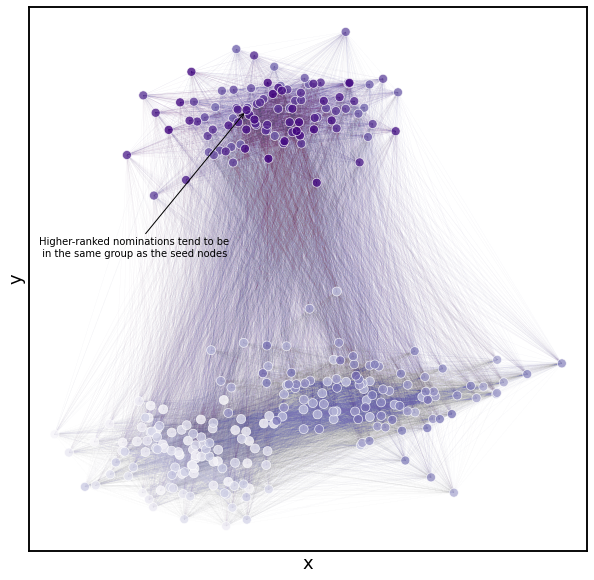 Higher-ranked nominations tend to be
in the same group as the seed nodes
y
x